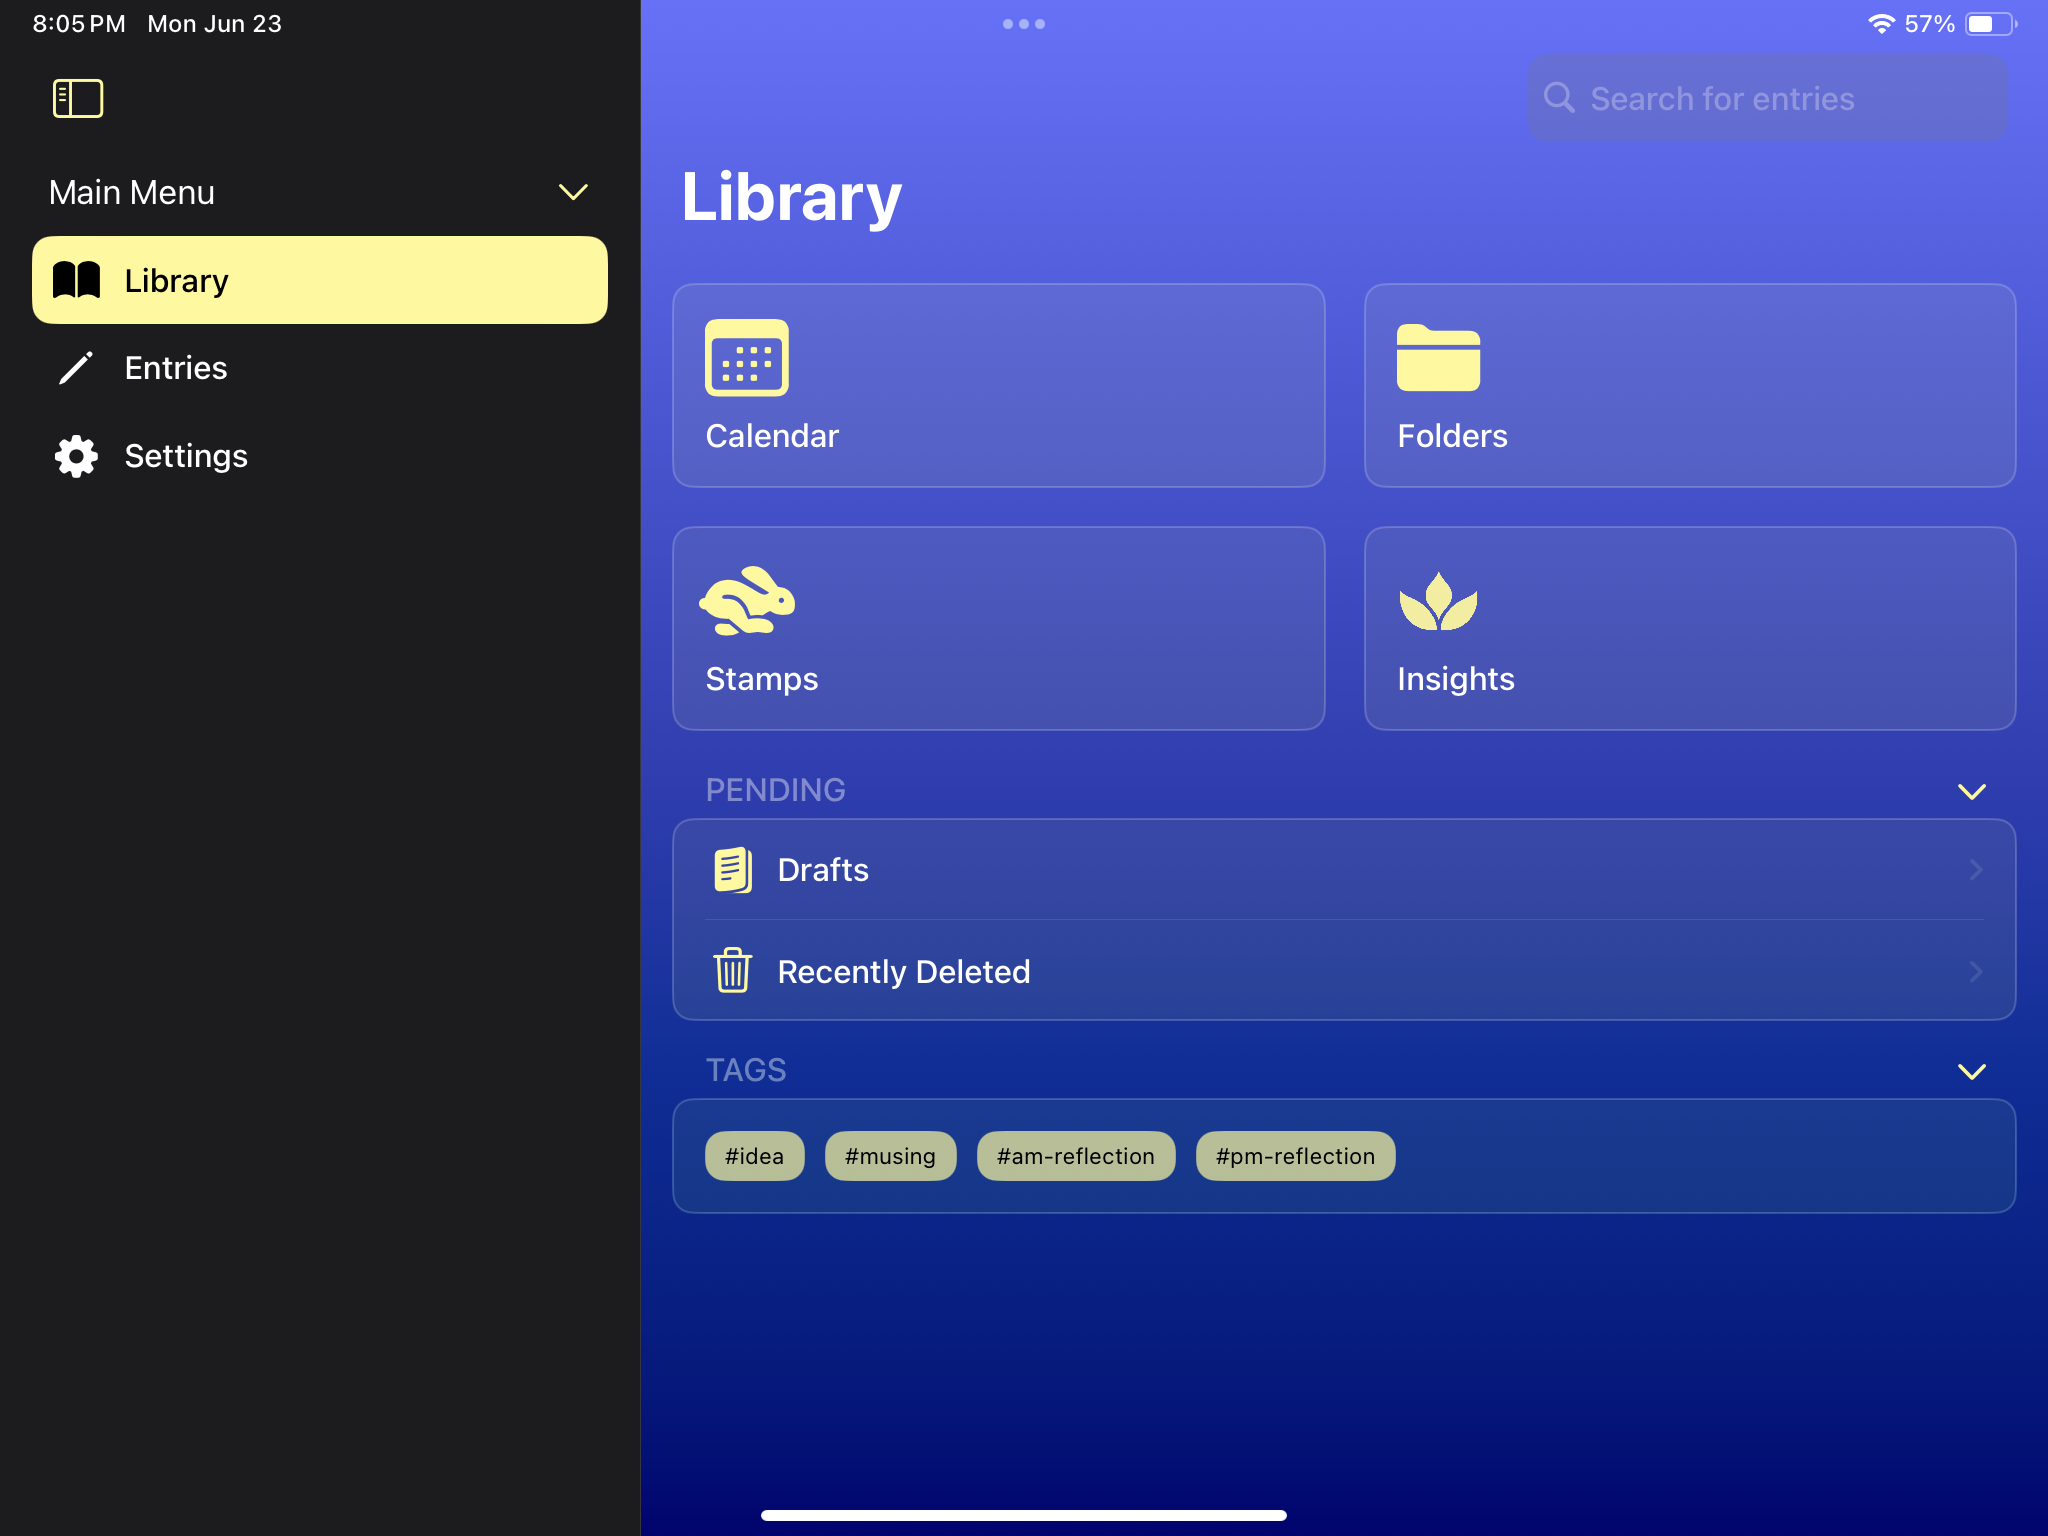 8:05 PM Mon Jun 23
57%
Main Menu
Library
Entries
Settings
Search for entries
Library
Calendar
Folders
Stamps
Insights
PENDING
Drafts
Recently Deleted
TAGS
#idea #musing #am-reflection #pm-reflection